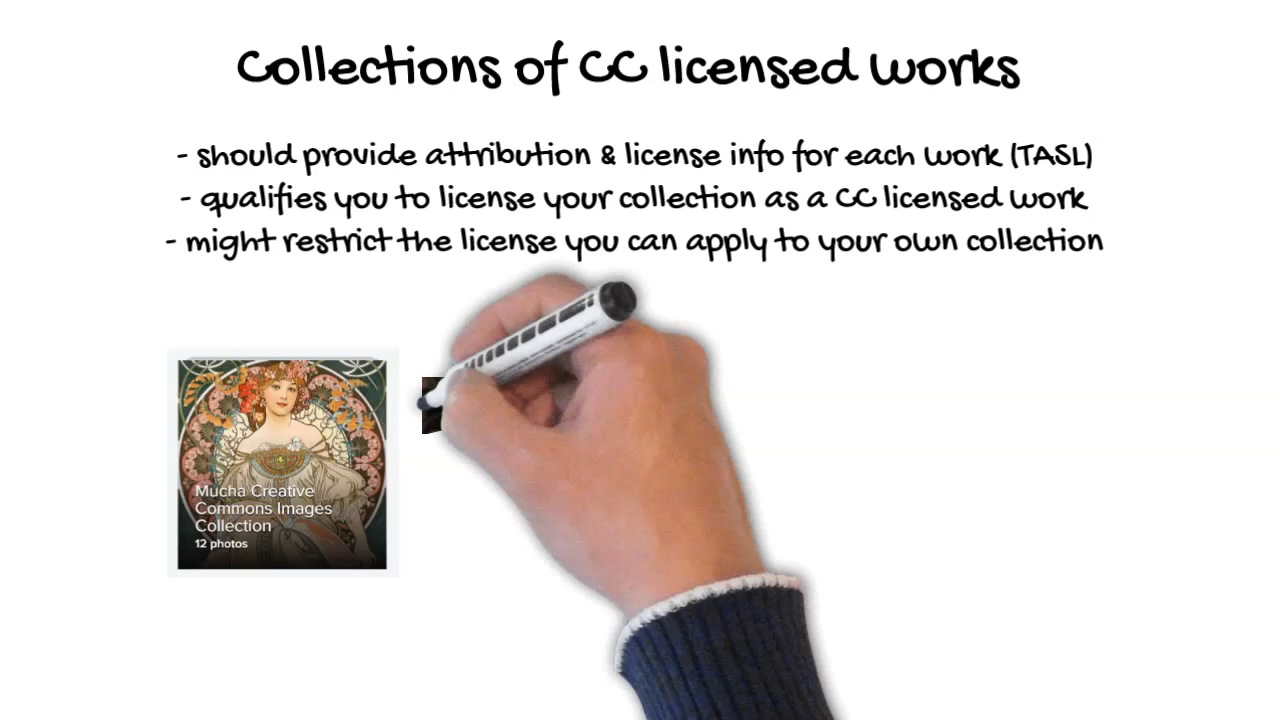 Collections of CC licensed works
- should provide attribution & license info for each work (TASL)
- qualifies you to license your collection as a CC licensed work
- might restrict the license you can apply to your own collection
Mucha Creative
Commons Images
Collection
12 photos